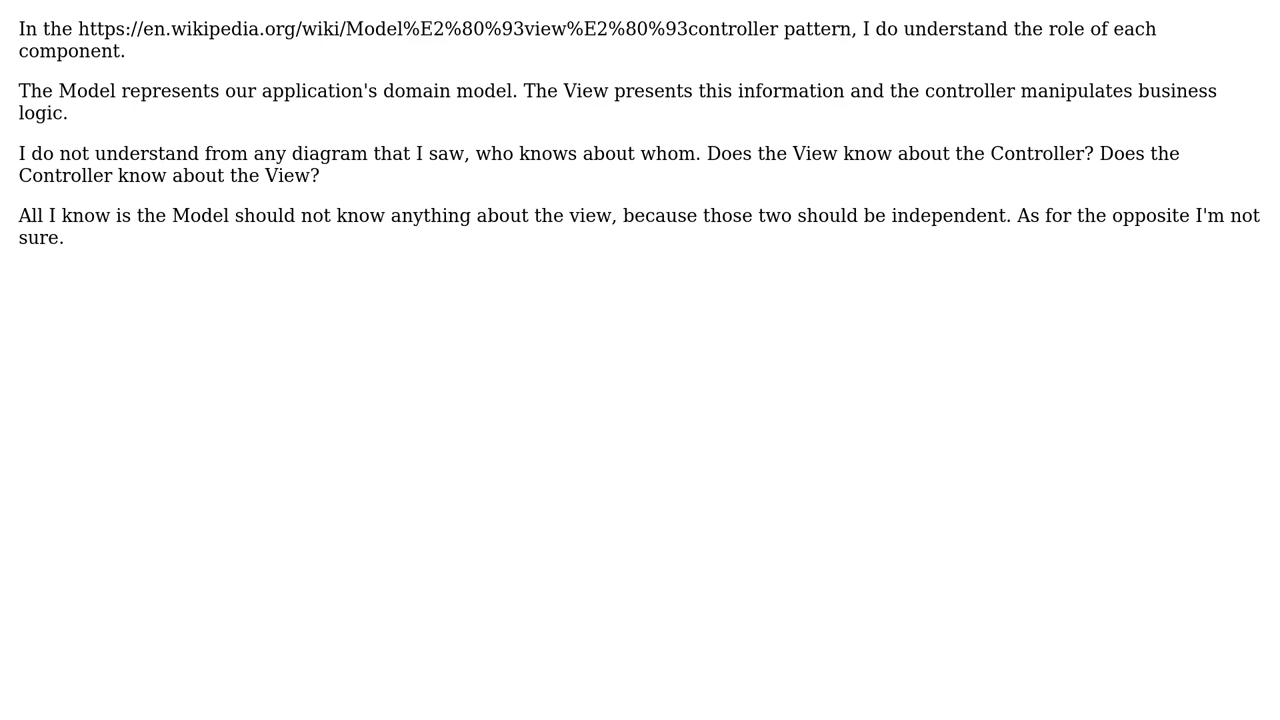 In the https://en.wikipedia.org/wiki/Model%E2%80%93view%E2%80%93controller pattern, I do understand the role of each
component.
The Model represents our application's domain model. The View presents this information and the controller manipulates business
logic.
I do not understand from any diagram that I saw, who knows about whom. Does the View know about the Controller? Does the
Controller know about the View?
All I know is the Model should not know anything about the view, because those two should be independent. As for the opposite I'm not
sure.